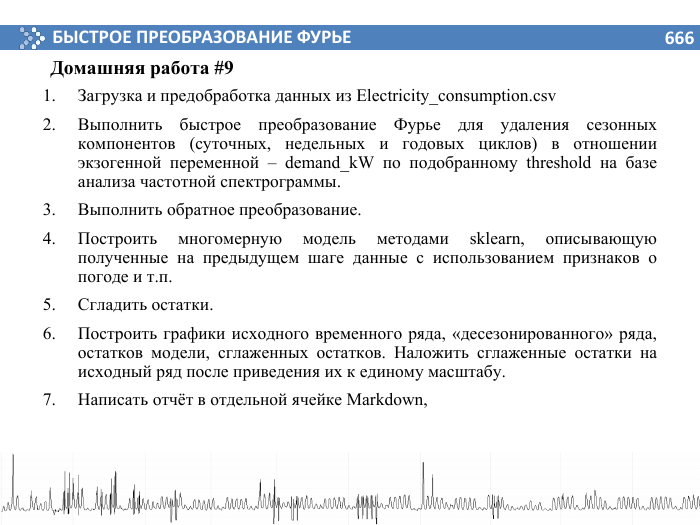 БЫСТРОЕ ПРЕОБРАЗОВАНИЕ ФУРЬЕ 666
Домашняя работа #9
1. Загрузка и предобработка данных из Electricity_consumption.csv
2. Выполнить быстрое преобразование Фурье для удаления сезонных
компонентов (суточных, недельных и годовых циклов) в отношении
экзогенной переменной – demand_kW по подобранному threshold на базе
анализа частотной спектрограммы.
3. Выполнить обратное преобразование.
4. Построить многомерную модель методами sklearn, описывающую
полученные на предыдущем шаге данные с использованием признаков о
погоде и т.п.
5. Сгладить остатки.
6. Построить графики исходного временного ряда, «десезонированного» ряда,
остатков модели, сглаженных остатков. Наложить сглаженные остатки на
исходный ряд после приведения их к единому масштабу.
7. Написать отчёт в отдельной ячейке Markdown,